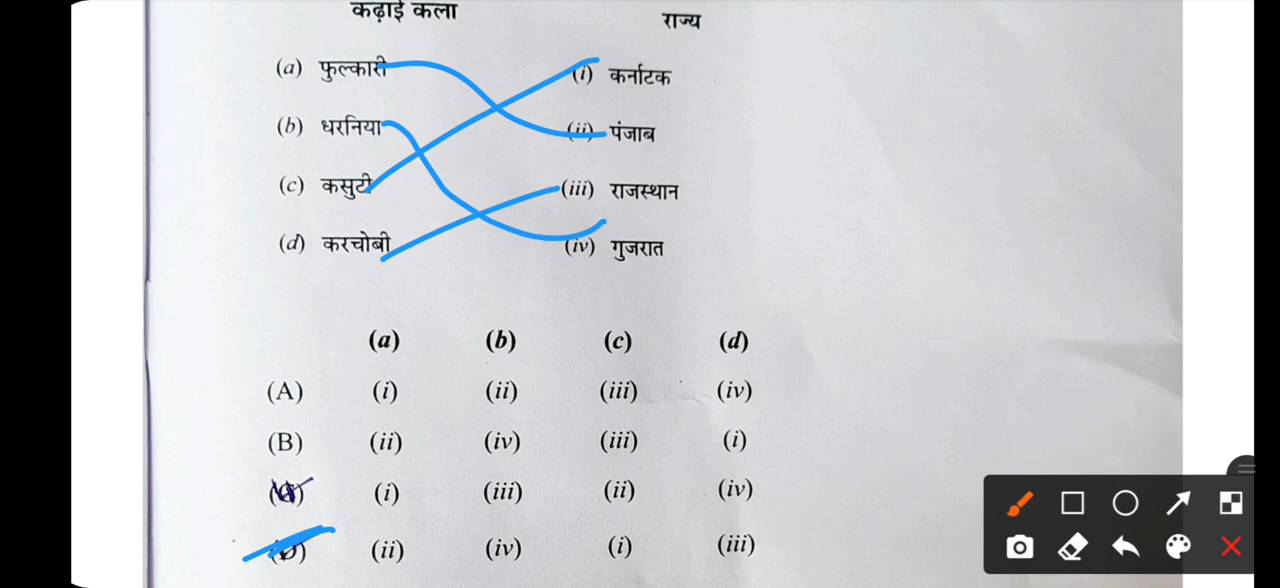 कढ़ाई कला राज्य
(a) फुल्कारी (i) कर्नाटक
(b) धरनिया (ii) पंजाब
(c) कसुटी (iii) राजस्थान
(d) करचोबी (iv) गुजरात
(a) (b) (c) (d)
(A) (i) (ii) (iii) (iv)
(B) (ii) (iv) (iii) (i)
(C) (i) (iii) (ii) (iv)
(D) (ii) (iv) (i) (iii)